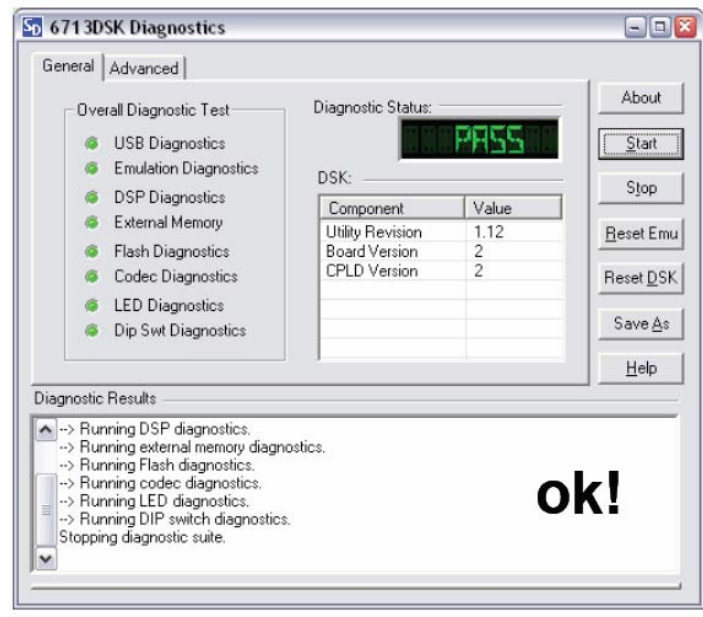 SD 6713DSK Diagnostics
General Advanced
Overall Diagnostic Test
USB Diagnostics
Emulation Diagnostics
DSP Diagnostics
External Memory
Flash Diagnostics
Codec Diagnostics
LED Diagnostics
Dip Swt Diagnostics
Diagnostic Status:
PASS
DSK:
Component Value
Utility Revision 1.12
Board Version 2
CPLD Version 2
About
Start
Stop
Reset Emu
Reset DSK
Save As
Help
Diagnostic Results
--> Running DSP diagnostics.
--> Running external memory diagnostics.
--> Running Flash diagnostics.
--> Running codec diagnostics.
--> Running LED diagnostics.
--> Running DIP switch diagnostics.
Stopping diagnostic suite.
ok!